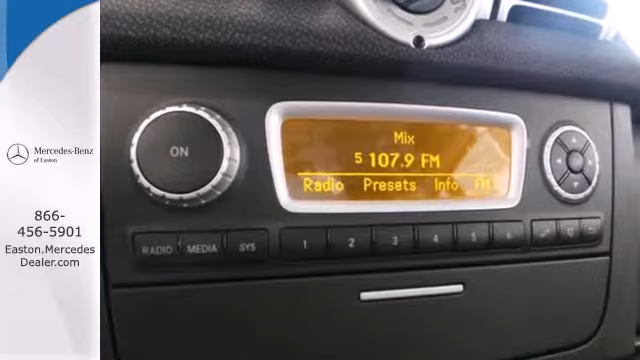 Mercedes-Benz
of Easton
866-
456-5901
Easton.Mercedes
Dealer.com
ON
Mix
5 107.9 FM
Radio Presets Info FM
RADIO MEDIA SYS 1 2 3 4 5 6